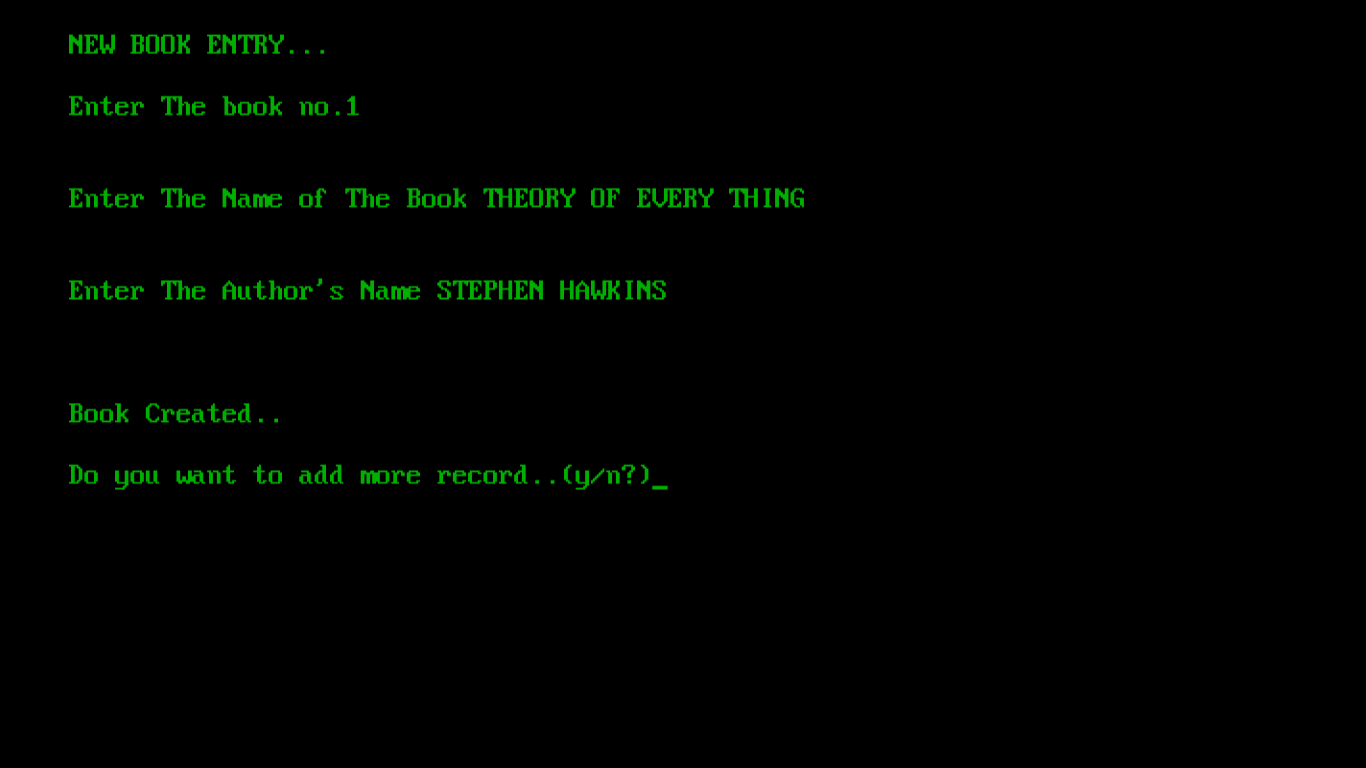 NEW BOOK ENTRY...
Enter The book no.1
Enter The Name of The Book THEORY OF EVERY THING
Enter The Author's Name STEPHEN HAWKINS
Book Created..
Do you want to add more record..(y/n?)_